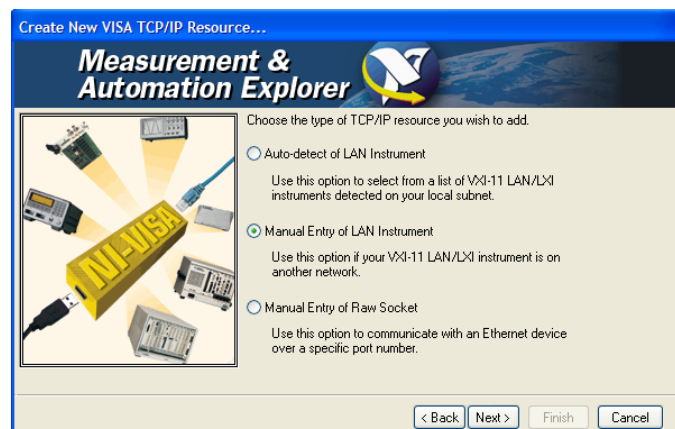 Create New VISA TCP/IP Resource...
Measurement &
Automation Explorer
NI-VISA
Choose the type of TCP/IP resource you wish to add.
Auto-detect of LAN Instrument
Use this option to select from a list of VXI-11 LAN/LXI
instruments detected on your local subnet.
Manual Entry of LAN Instrument
Use this option if your VXI-11 LAN/LXI instrument is on
another network.
Manual Entry of Raw Socket
Use this option to communicate with an Ethernet device
over a specific port number.
< Back Next > Finish Cancel